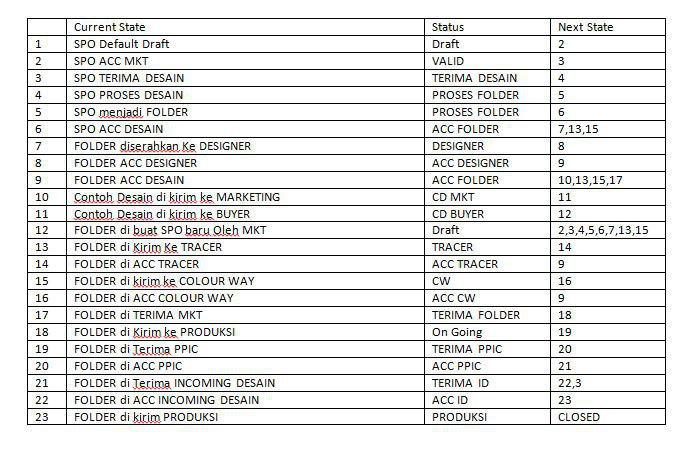 Current State Status Next State
1 SPO Default Draft Draft 2
2 SPO ACC MKT VALID 3
3 SPO TERIMA DESAIN TERIMA DESAIN 4
4 SPO PROSES DESAIN PROSES FOLDER 5
5 SPO menjadi FOLDER PROSES FOLDER 6
6 SPO ACC DESAIN ACC FOLDER 7,13,15
7 FOLDER diserahkan Ke DESIGNER DESIGNER 8
8 FOLDER ACC DESIGNER ACC DESIGNER 9
9 FOLDER ACC DESAIN ACC FOLDER 10,13,15,17
10 Contoh Desain di kirim ke MARKETING CD MKT 11
11 Contoh Desain di kirim ke BUYER CD BUYER 12
12 FOLDER di buat SPO baru Oleh MKT Draft 2,3,4,5,6,7,13,15
13 FOLDER di Kirim Ke TRACER TRACER 14
14 FOLDER di ACC TRACER ACC TRACER 9
15 FOLDER di kirim ke COLOUR WAY CW 16
16 FOLDER di ACC COLOUR WAY ACC CW 9
17 FOLDER di TERIMA MKT TERIMA FOLDER 18
18 FOLDER di Kirim ke PRODUKSI On Going 19
19 FOLDER di Terima PPIC TERIMA PPIC 20
20 FOLDER di ACC PPIC ACC PPIC 21
21 FOLDER di Terima INCOMING DESAIN TERIMA ID 22,3
22 FOLDER di ACC INCOMING DESAIN ACC ID 23
23 FOLDER di kirim PRODUKSI PRODUKSI CLOSED